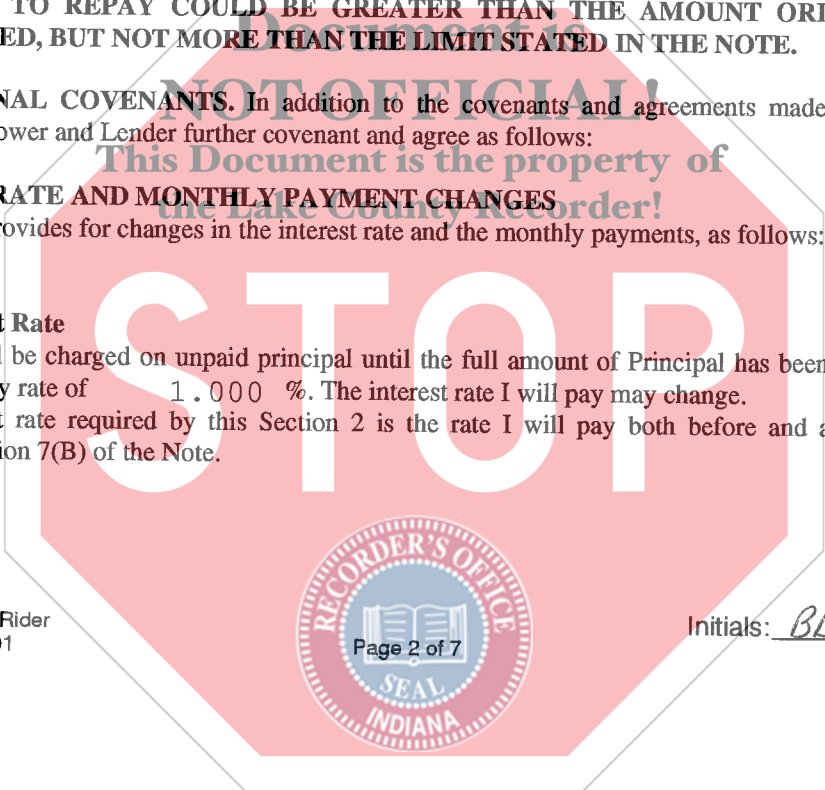 TO REPAY COULD BE GREATER THAN THE AMOUNT ORI
ED, BUT NOT MORE THAN THE LIMIT STATED IN THE NOTE.
Document is
NOT OFFICIAL!
NAL COVENANTS. In addition to the covenants and agreements made
ower and Lender further covenant and agree as follows:
This Document is the property of
the Lake County Recorder!
RATE AND MONTHLY PAYMENT CHANGES
rovides for changes in the interest rate and the monthly payments, as follows:
STOP
t Rate
l be charged on unpaid principal until the full amount of Principal has been
y rate of 1.000 %. The interest rate I will pay may change.
t rate required by this Section 2 is the rate I will pay both before and a
ion 7(B) of the Note.
RECORDER'S OFFICE
SEAL
INDIANA
Rider
01
Page 2 of 7
Initials: BL